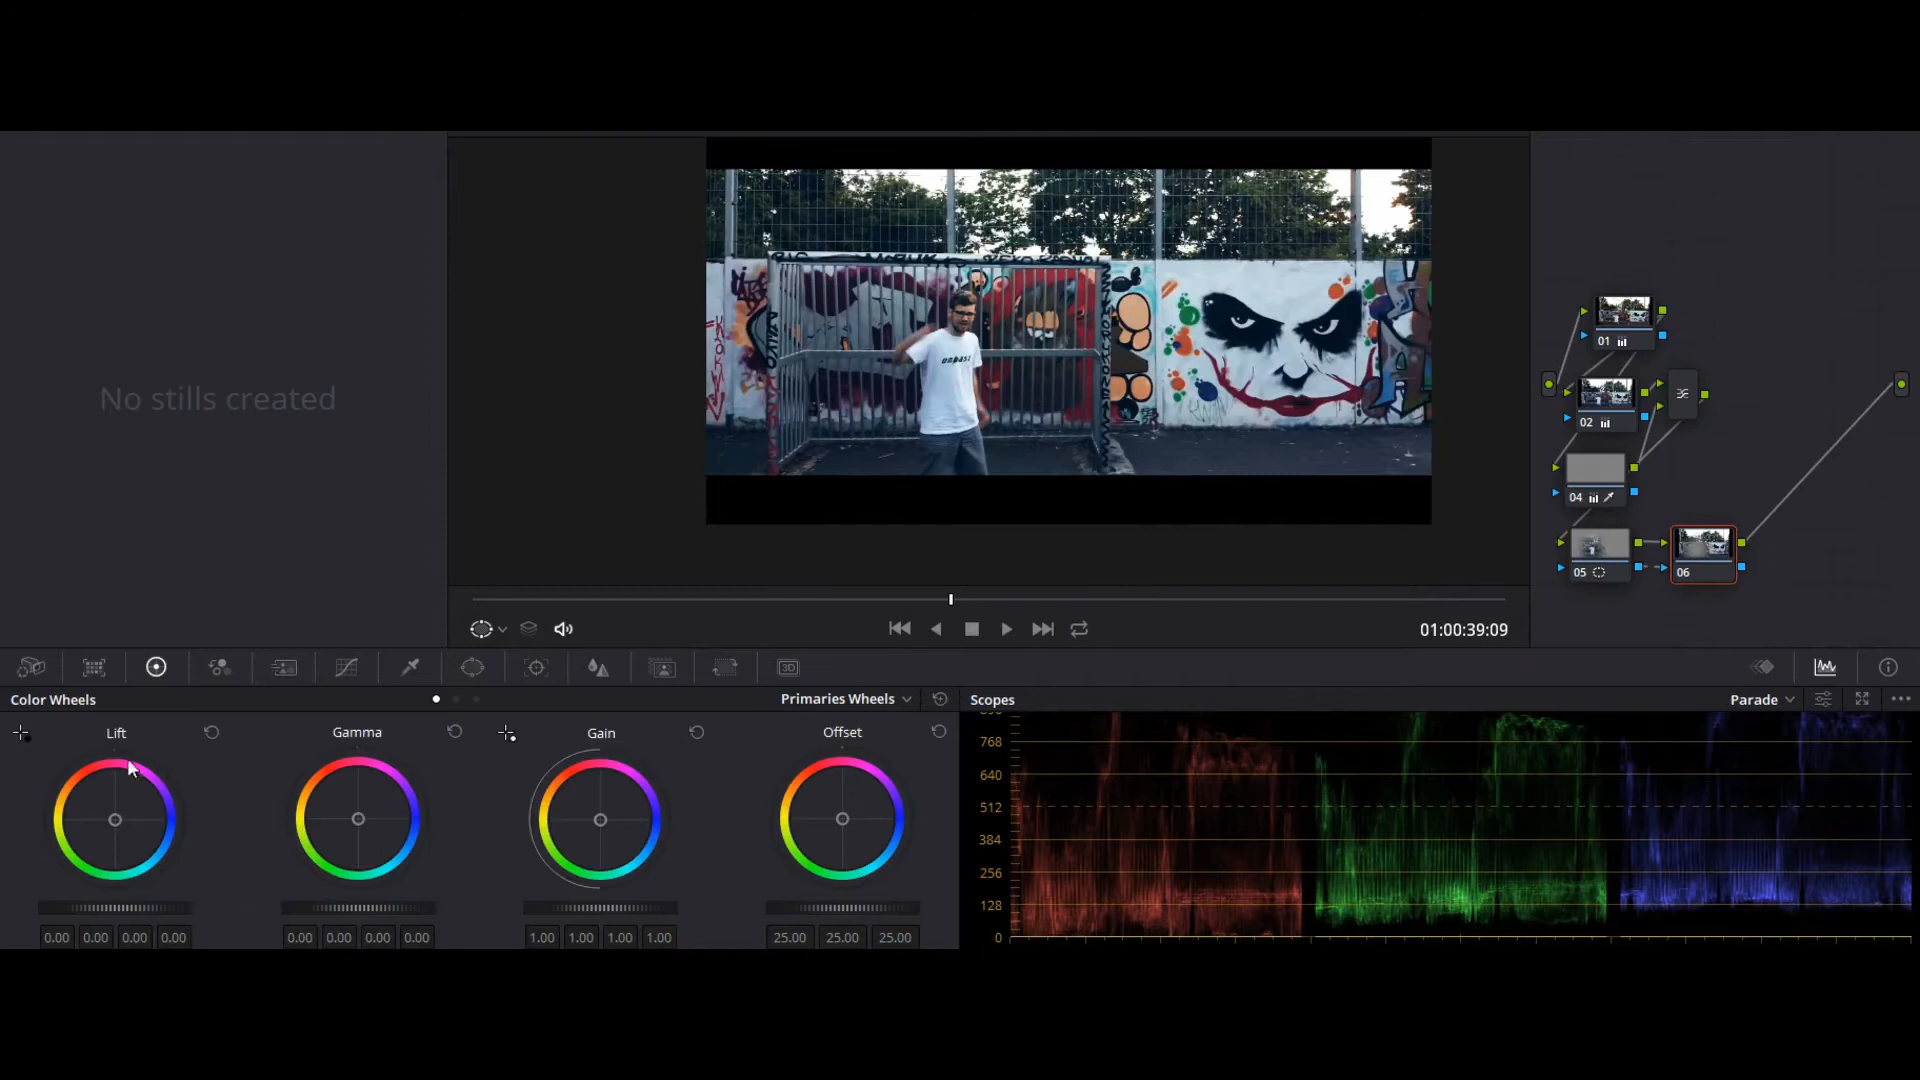 No stills created
01
02
04
05
06
01:00:39:09
3D
Color Wheels
Primaries Wheels
Scopes
Parade
Lift
Gamma
Gain
Offset
768
640
512
384
256
128
0
0.00 0.00 0.00 0.00
0.00 0.00 0.00 0.00
1.00 1.00 1.00 1.00
25.00 25.00 25.00